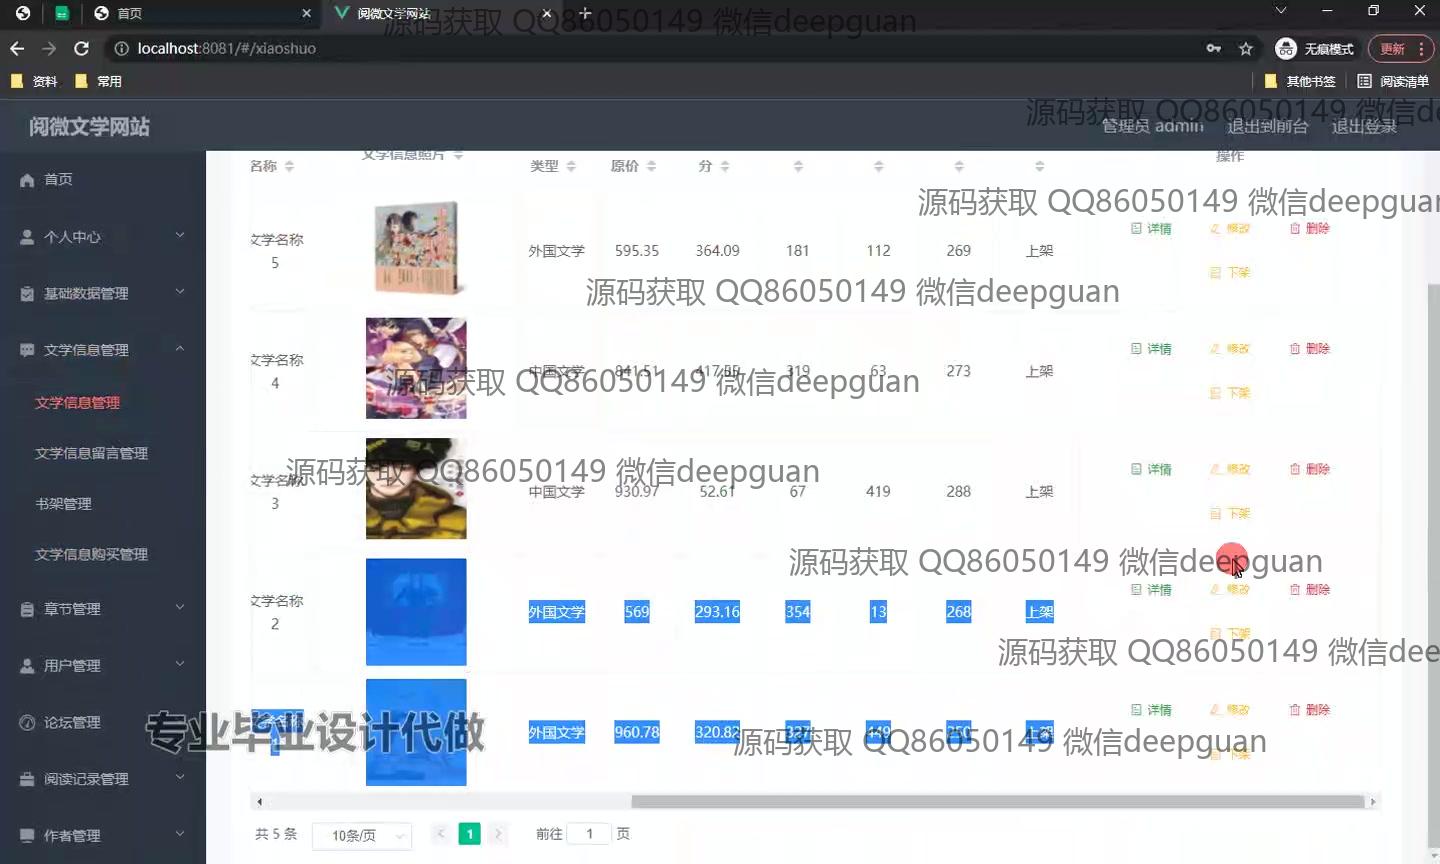 首页
阅微文学网站
源码获取 QQ86050149 微信deepguan
localhost:8081/#/xiaoshuo
无痕模式
更新
资料
常用
其他书签
阅读清单
阅微文学网站
源码获取 QQ86050149 微信de
管理员 admin
退出到前台
退出登录
首页
个人中心
基础数据管理
文学信息管理
文学信息管理
文学信息留言管理
书架管理
文学信息购买管理
章节管理
用户管理
论坛管理
阅读记录管理
作者管理
名称
文学信息照片
类型
原价
分
操作
源码获取 QQ86050149 微信deepguan
文学名称
5
外国文学
595.35
364.09
181
112
269
上架
详情
修改
删除
下架
源码获取 QQ86050149 微信deepguan
文学名称
4
中国文学
841.51
319
63
273
上架
详情
修改
删除
下架
源码获取 QQ86050149 微信deepguan
文学名称
3
中国文学
930.97
52.61
67
419
288
上架
详情
修改
删除
下架
源码获取 QQ86050149 微信deepguan
源码获取 QQ86050149 微信deepguan
文学名称
2
外国文学
569
293.16
354
13
268
上架
详情
修改
删除
下架
源码获取 QQ86050149 微信dee
文学名称
1
外国文学
960.78
320.82
327
449
250
上架
详情
修改
删除
下架
专业毕业设计代做
源码获取 QQ86050149 微信deepguan
共 5 条
10条/页
1
前往
1
页